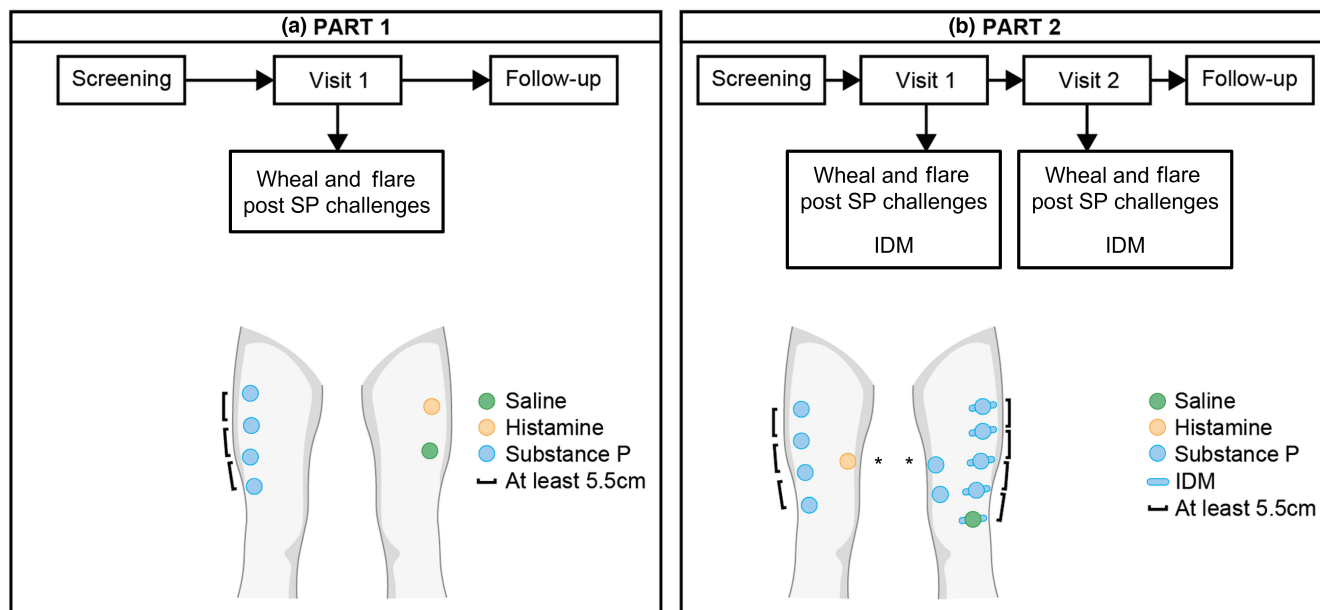 (a) PART 1
Screening
Visit 1
Follow-up
Wheal and flare
post SP challenges
Saline
Histamine
Substance P
At least 5.5cm
(b) PART 2
Screening
Visit 1
Visit 2
Follow-up
Wheal and flare
post SP challenges
IDM
Wheal and flare
post SP challenges
IDM
* *
Saline
Histamine
Substance P
IDM
At least 5.5cm